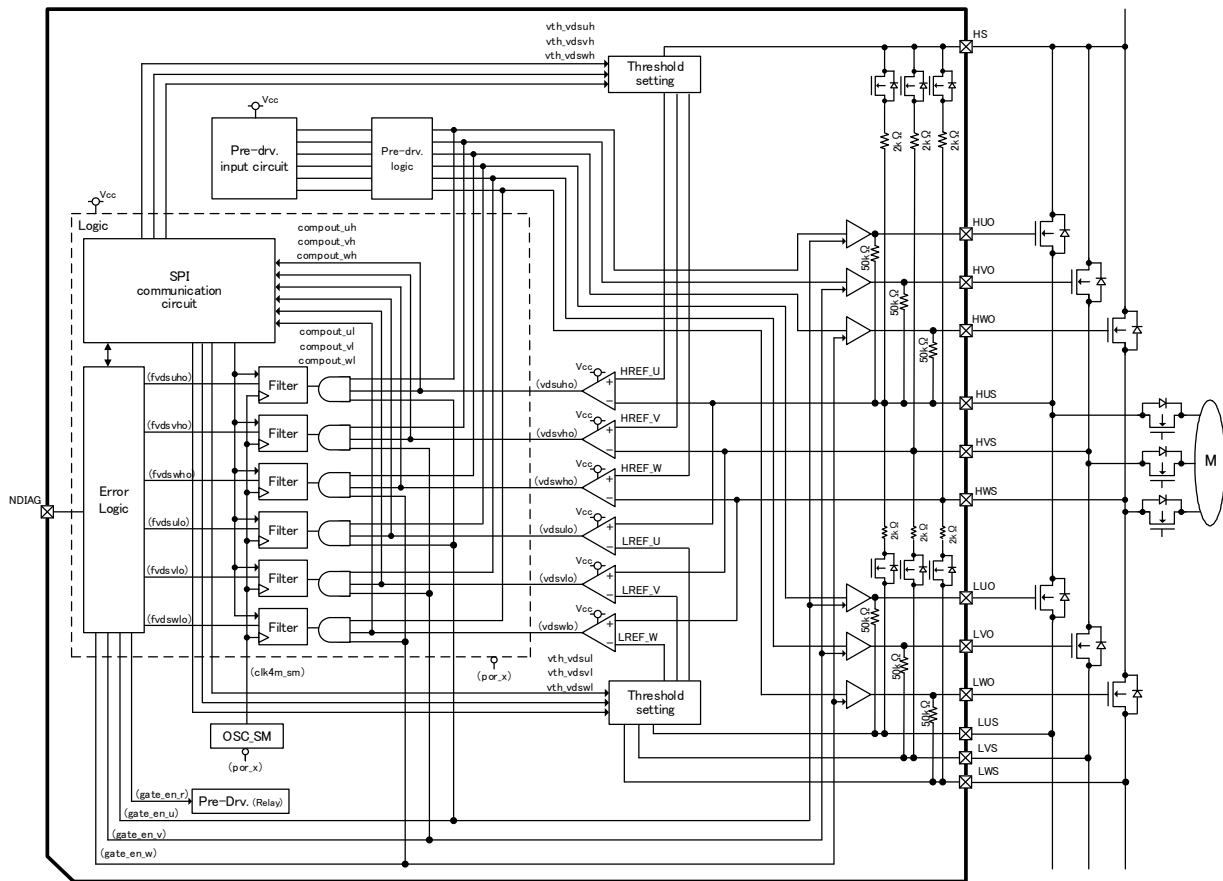 vth_vdsuh
vth_vdsvh
vth_vdswh
Threshold
setting
HS
2kΩ
2kΩ
2kΩ
Vcc
Pre-drv.
input circuit
Pre-drv.
logic
Vcc
Logic
SPI
communication
circuit
compout_uh
compout_vh
compout_wh
compout_ul
compout_vl
compout_wl
HUO
50kΩ
HVO
50kΩ
HWO
50kΩ
Error
Logic
NDIAG
(fvdsuho)
Filter
(vdsuho)
Vcc
+
−
HREF_U
HUS
(fvdsvho)
Filter
(vdsvho)
Vcc
+
−
HREF_V
HVS
(fvdswho)
Filter
(vdswho)
Vcc
+
−
HREF_W
HWS
M
(fvdsulo)
Filter
(vdsulo)
Vcc
+
−
LREF_U
2kΩ
2kΩ
2kΩ
(fvdsvlo)
Filter
(vdsvlo)
Vcc
+
−
LREF_V
LUO
50kΩ
(fvdswlo)
Filter
(vdswlo)
Vcc
+
−
LREF_W
LVO
50kΩ
(clk4m_sm)
(por_x)
vth_vdsul
vth_vdsvl
vth_vdswl
Threshold
setting
LWO
50kΩ
OSC_SM
(por_x)
LUS
LVS
LWS
(gate_en_r)
Pre-Drv. (Relay)
(gate_en_u)
(gate_en_v)
(gate_en_w)